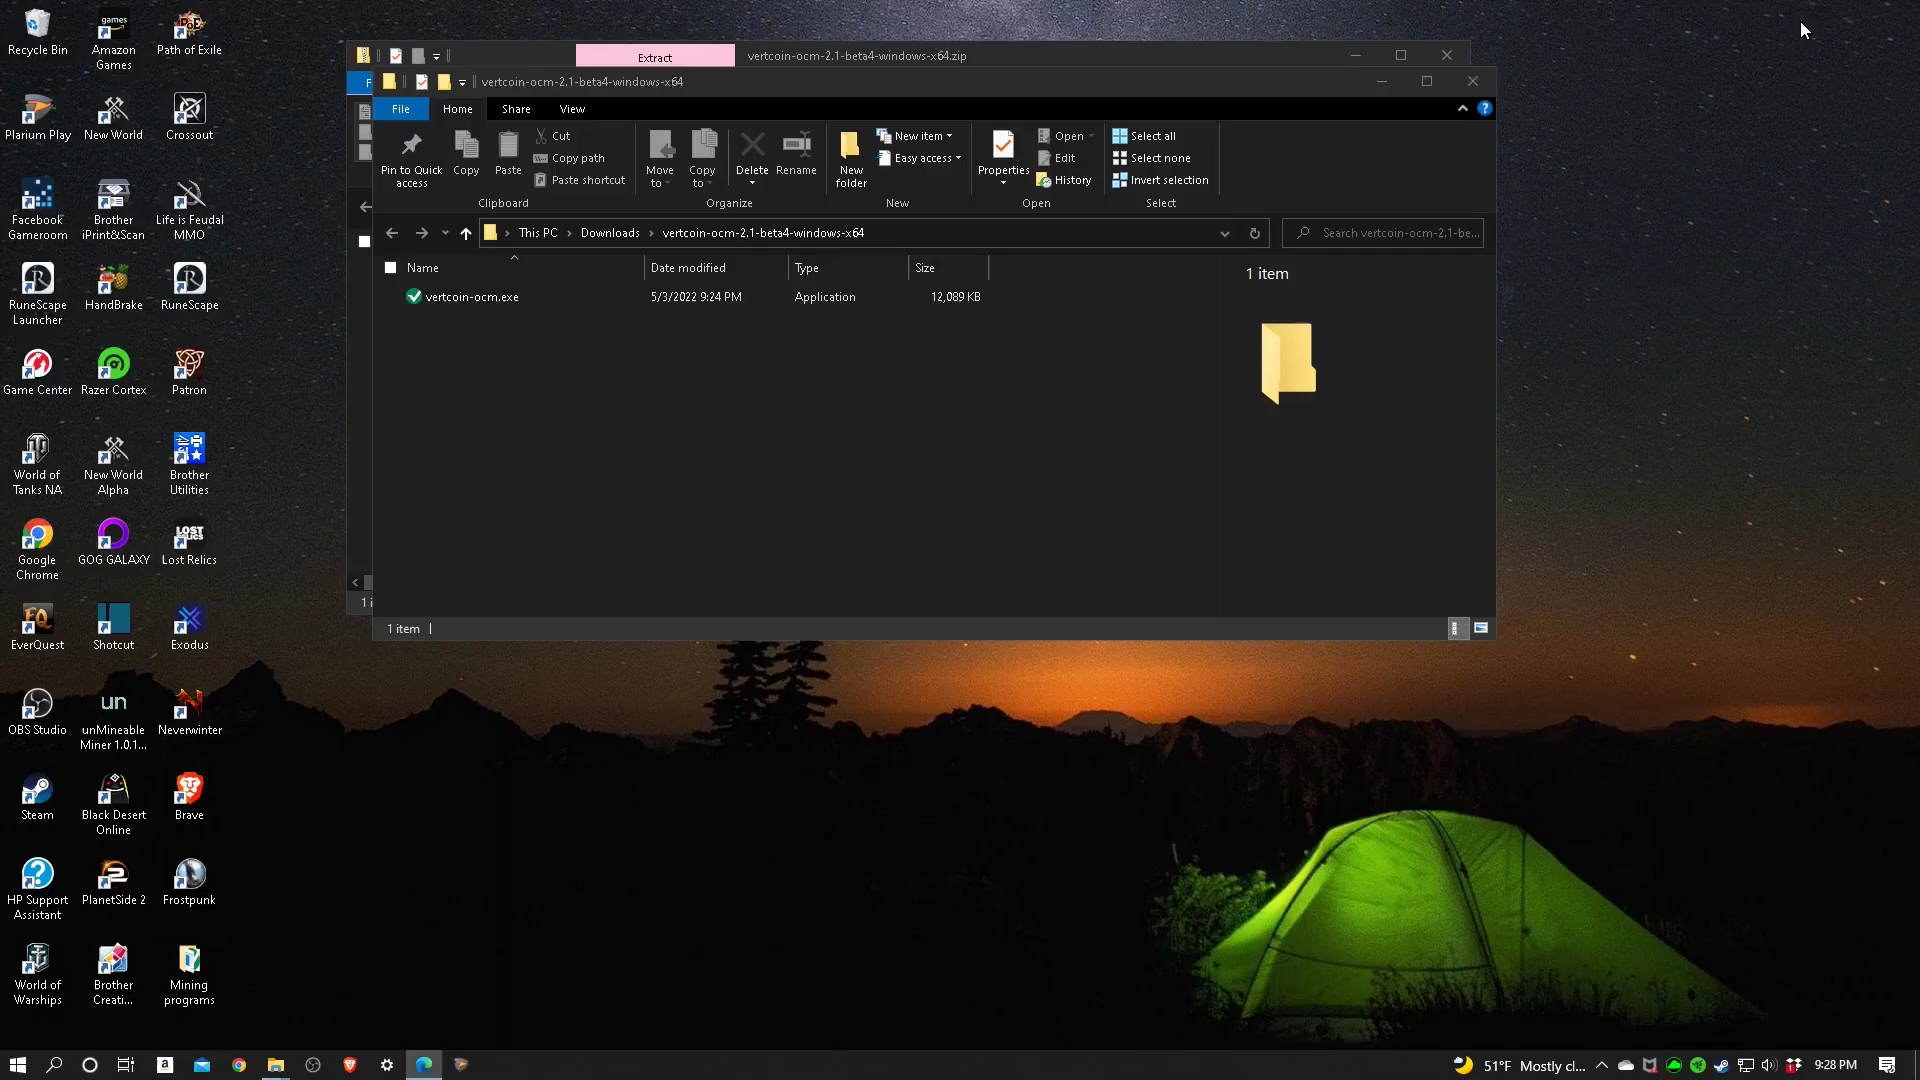 Recycle Bin
Amazon
Games
Path of Exile
Plarium Play
New World
Crossout
Facebook
Gameroom
Brother
iPrint&Scan
Life is Feudal
MMO
RuneScape
Launcher
HandBrake
RuneScape
Game Center
Razer Cortex
Patron
World of
Tanks NA
New World
Alpha
Brother
Utilities
Google
Chrome
GOG GALAXY
Lost Relics
EverQuest
Shotcut
Exodus
OBS Studio
unMineable
Miner 1.0.1...
Neverwinter
Steam
Black Desert
Online
Brave
HP Support
Assistant
PlanetSide 2
Frostpunk
World of
Warships
Brother
Creati...
Mining
programs
games
PoE
LOST
RELICS
EQ
un
Extract
vertcoin-ocm-2.1-beta4-windows-x64.zip
F
vertcoin-ocm-2.1-beta4-windows-x64
File
Home
Share
View
Pin to Quick
access
Copy
Paste
Cut
Copy path
Paste shortcut
Clipboard
Move
to
Copy
to
Delete
Rename
Organize
New
folder
New item
Easy access
New
Properties
Open
Edit
History
Open
Select all
Select none
Invert selection
Select
This PC > Downloads > vertcoin-ocm-2.1-beta4-windows-x64
Search vertcoin-ocm-2.1-be...
Name
Date modified
Type
Size
vertcoin-ocm.exe
5/3/2022 9:24 PM
Application
12,089 KB
1 item
1 i
1 item
a
51°F Mostly cl...
9:28 PM